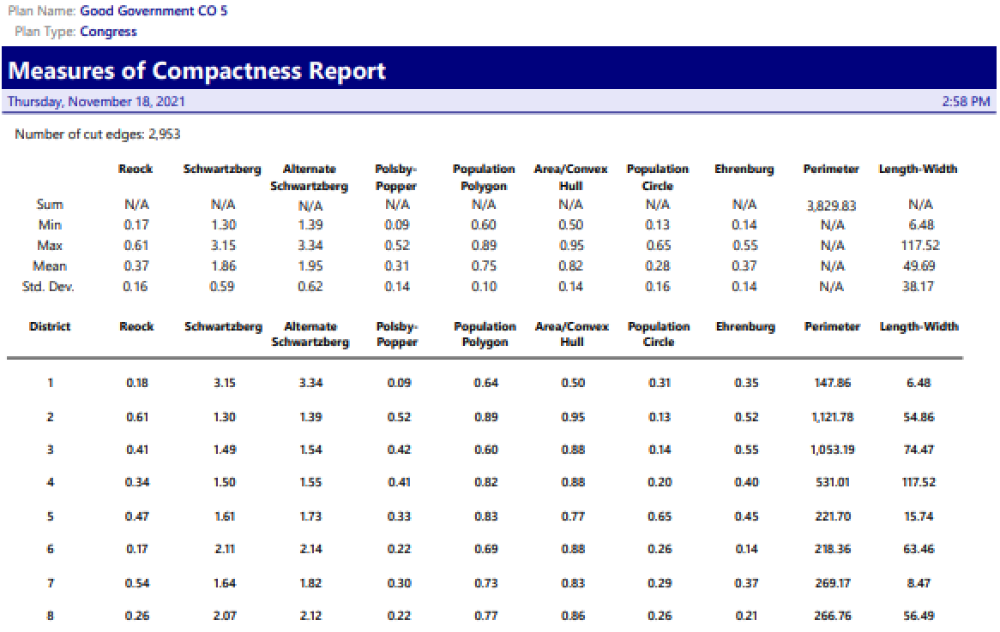 Plan Name: Good Government CO 5
Plan Type: Congress
Measures of Compactness Report
Thursday, November 18, 2021 2:58 PM
Number of cut edges: 2,953
Reock Schwartzberg Alternate Schwartzberg Polsby-Popper Population Polygon Area/Convex Hull Population Circle Ehrenburg Perimeter Length-Width
Sum N/A N/A N/A N/A N/A N/A N/A N/A 3,829.83 N/A
Min 0.17 1.30 1.39 0.09 0.60 0.50 0.13 0.14 N/A 6.48
Max 0.61 3.15 3.34 0.52 0.89 0.95 0.65 0.55 N/A 117.52
Mean 0.37 1.86 1.95 0.31 0.75 0.82 0.28 0.37 N/A 49.69
Std. Dev. 0.16 0.59 0.62 0.14 0.10 0.14 0.16 0.14 N/A 38.17
District Reock Schwartzberg Alternate Schwartzberg Polsby-Popper Population Polygon Area/Convex Hull Population Circle Ehrenburg Perimeter Length-Width
1 0.18 3.15 3.34 0.09 0.64 0.50 0.31 0.35 147.86 6.48
2 0.61 1.30 1.39 0.52 0.89 0.95 0.13 0.52 1,121.78 54.86
3 0.41 1.49 1.54 0.42 0.60 0.88 0.14 0.55 1,053.19 74.47
4 0.34 1.50 1.55 0.41 0.82 0.88 0.20 0.40 531.01 117.52
5 0.47 1.61 1.73 0.33 0.83 0.77 0.65 0.45 221.70 15.74
6 0.17 2.11 2.14 0.22 0.69 0.88 0.26 0.14 218.36 63.46
7 0.54 1.64 1.82 0.30 0.73 0.83 0.29 0.37 269.17 8.47
8 0.26 2.07 2.12 0.22 0.77 0.86 0.26 0.21 266.76 56.49